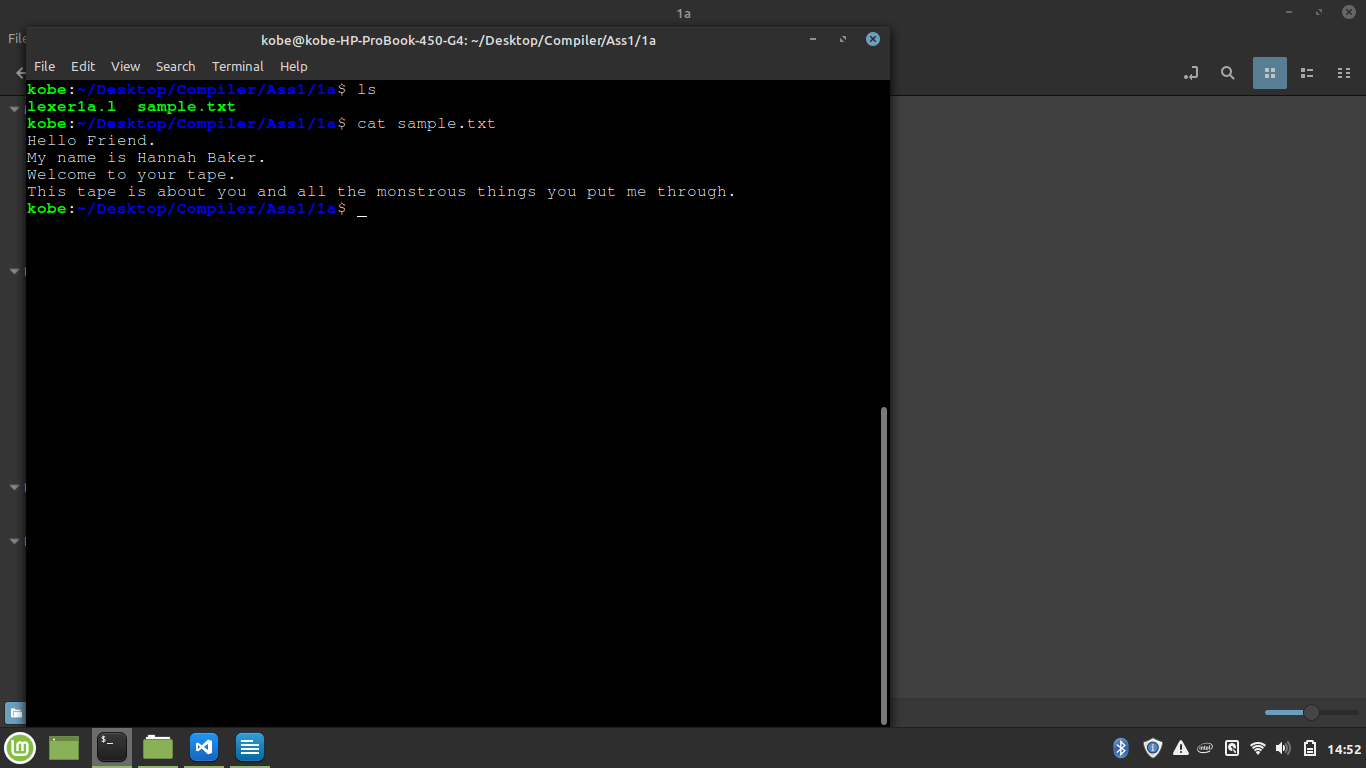 1a
File
kobe@kobe-HP-ProBook-450-G4: ~/Desktop/Compiler/Ass1/1a
File Edit View Search Terminal Help
kobe:~/Desktop/Compiler/Ass1/1a$ ls
lexer1a.l sample.txt
kobe:~/Desktop/Compiler/Ass1/1a$ cat sample.txt
Hello Friend.
My name is Hannah Baker.
Welcome to your tape.
This tape is about you and all the monstrous things you put me through.
kobe:~/Desktop/Compiler/Ass1/1a$ _
14:52